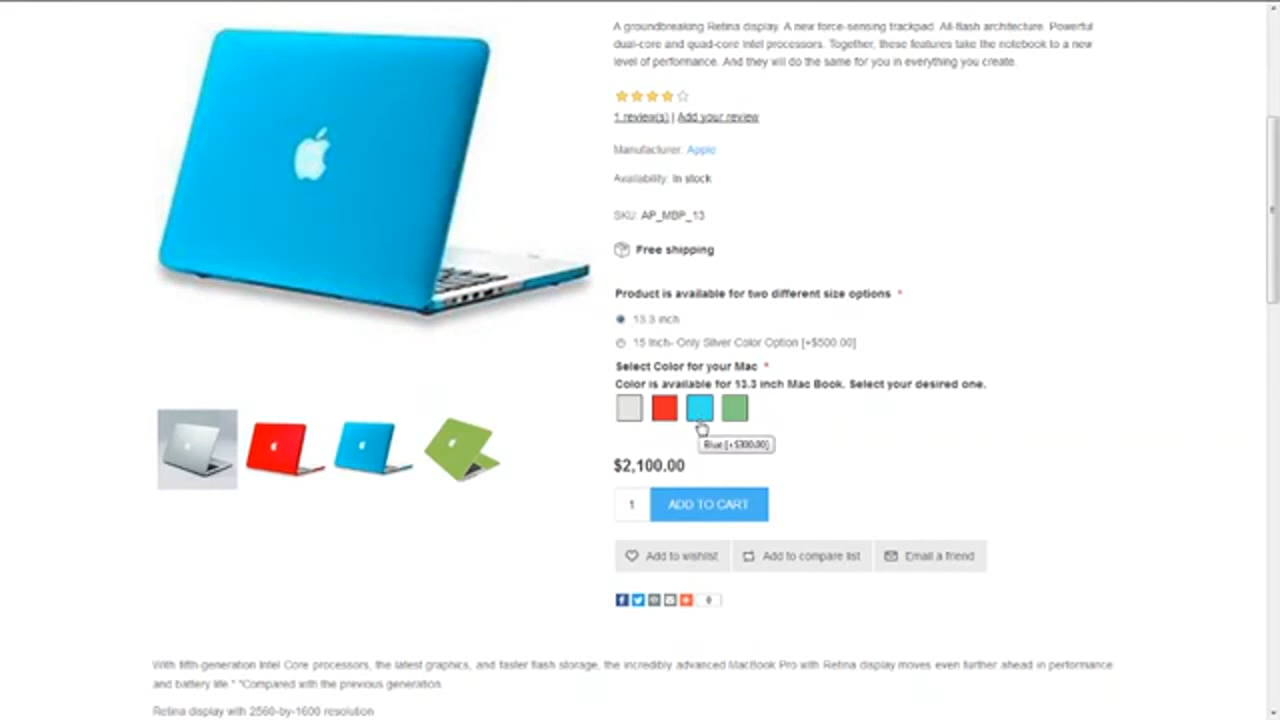 A groundbreaking Retina display. A new force-sensing trackpad. All-flash architecture. Powerful
dual-core and quad-core Intel processors. Together, these features take the notebook to a new
level of performance. And they will do the same for you in everything you create.
1 review(s) | Add your review
Manufacturer: Apple
Availability: In stock
SKU: AP_MBP_13
Free shipping
Product is available for two different size options *
13.3 inch
15 Inch- Only Silver Color Option [+$500.00]
Select Color for your Mac *
Color is available for 13.3 inch Mac Book. Select your desired one.
Blue [+$300.00]
$2,100.00
1 ADD TO CART
Add to wishlist Add to compare list Email a friend
0
With fifth-generation Intel Core processors, the latest graphics, and faster flash storage, the incredibly advanced MacBook Pro with Retina display moves even further ahead in performance
and battery life.* *Compared with the previous generation.
Retina display with 2560-by-1600 resolution